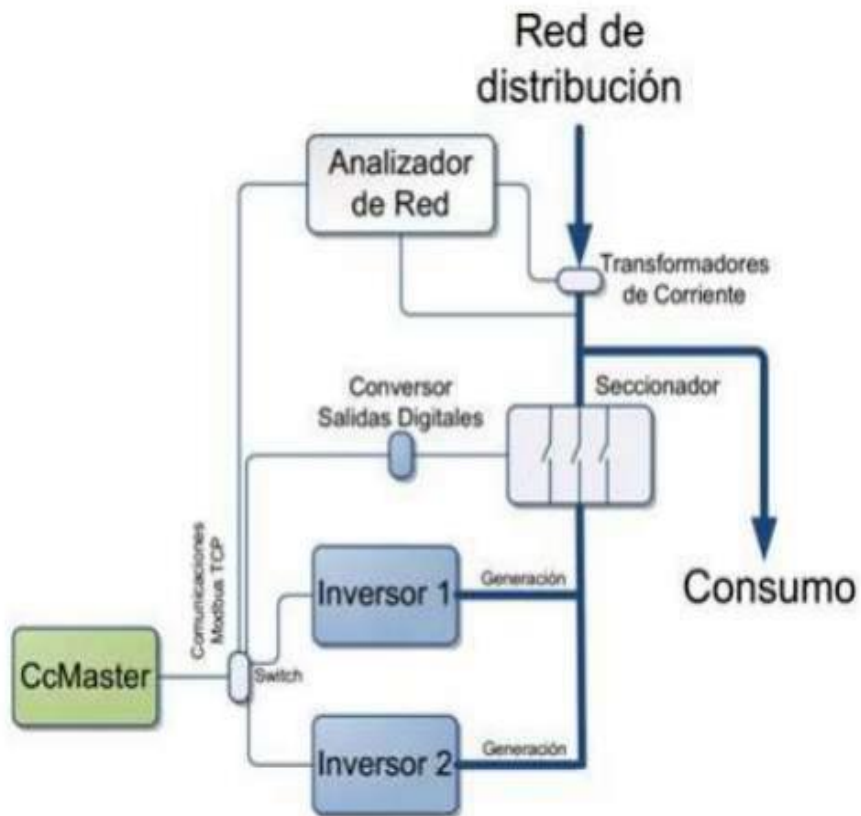 Red de
distribución
Analizador
de Red
Transformadores
de Corriente
Conversor
Salidas Digitales
Seccionador
Comunicaciones
Modbus TCP
Inversor 1
Generación
Consumo
CcMaster
Switch
Inversor 2
Generación